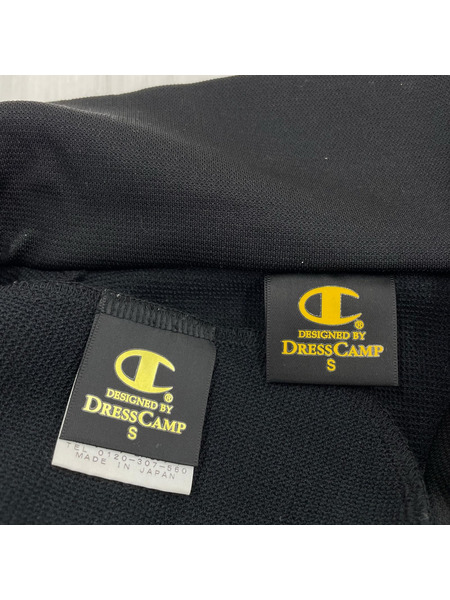 DESIGNED BY
DRESSCAMP
S
DESIGNED BY
DRESSCAMP
S
TEL 0120-307-560
MADE IN JAPAN